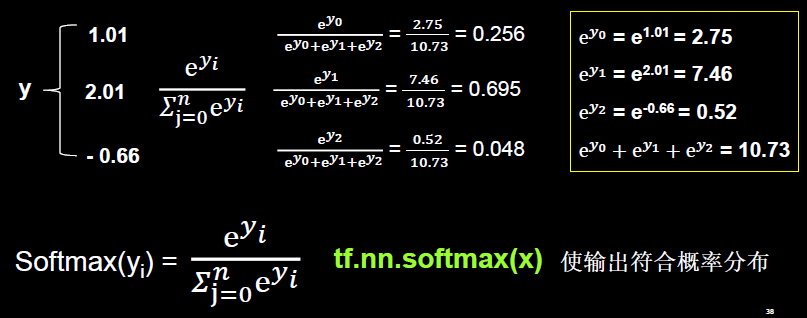 y
1.01
2.01
- 0.66
e^{y_i} / Σ_{j=0}^{n} e^{y_i}
e^{y_0} / e^{y_0}+e^{y_1}+e^{y_2} = 2.75 / 10.73 = 0.256
e^{y_1} / e^{y_0}+e^{y_1}+e^{y_2} = 7.46 / 10.73 = 0.695
e^{y_2} / e^{y_0}+e^{y_1}+e^{y_2} = 0.52 / 10.73 = 0.048
e^{y_0} = e^{1.01} = 2.75
e^{y_1} = e^{2.01} = 7.46
e^{y_2} = e^{-0.66} = 0.52
e^{y_0} + e^{y_1} + e^{y_2} = 10.73
Softmax(y_i) = e^{y_i} / Σ_{j=0}^{n} e^{y_i} tf.nn.softmax(x) 使输出符合概率分布
38